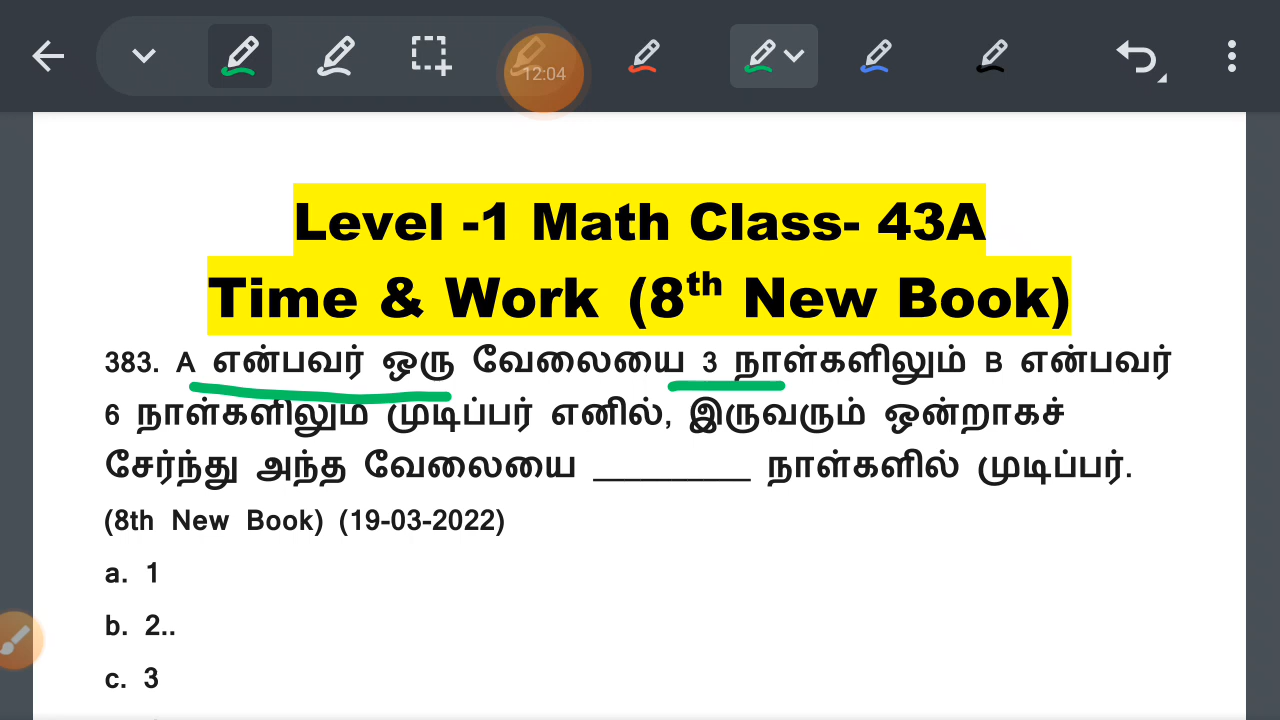 12:04
Level -1 Math Class- 43A
Time & Work (8th New Book)
383. A என்பவர் ஒரு வேலையை 3 நாள்களிலும் B என்பவர்
6 நாள்களிலும் முடிப்பர் எனில், இருவரும் ஒன்றாகச்
சேர்ந்து அந்த வேலையை __________ நாள்களில் முடிப்பர்.
(8th New Book) (19-03-2022)
a. 1
b. 2..
c. 3